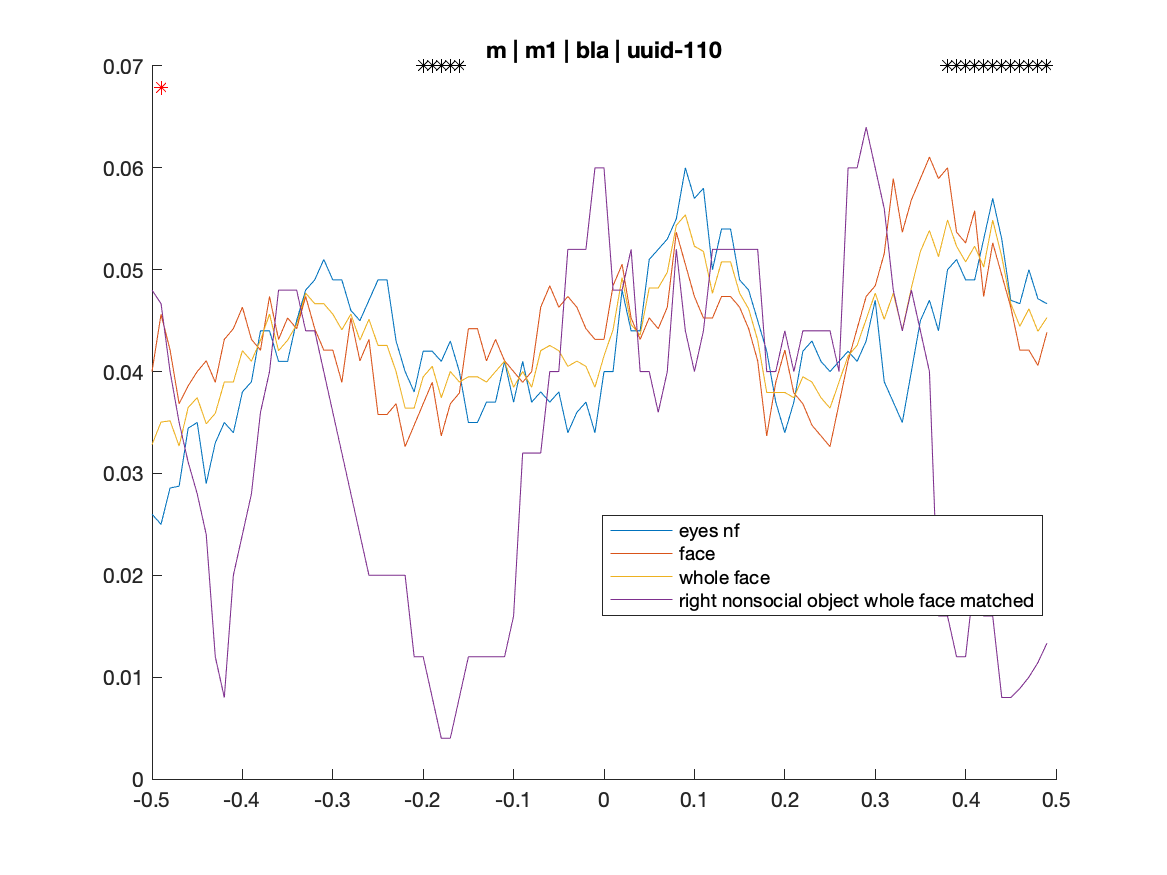 m | m1 | bla | uuid-110
0.07
0.06
0.05
0.04
0.03
0.02
0.01
0
-0.5 -0.4 -0.3 -0.2 -0.1 0 0.1 0.2 0.3 0.4 0.5
eyes nf
face
whole face
right nonsocial object whole face matched